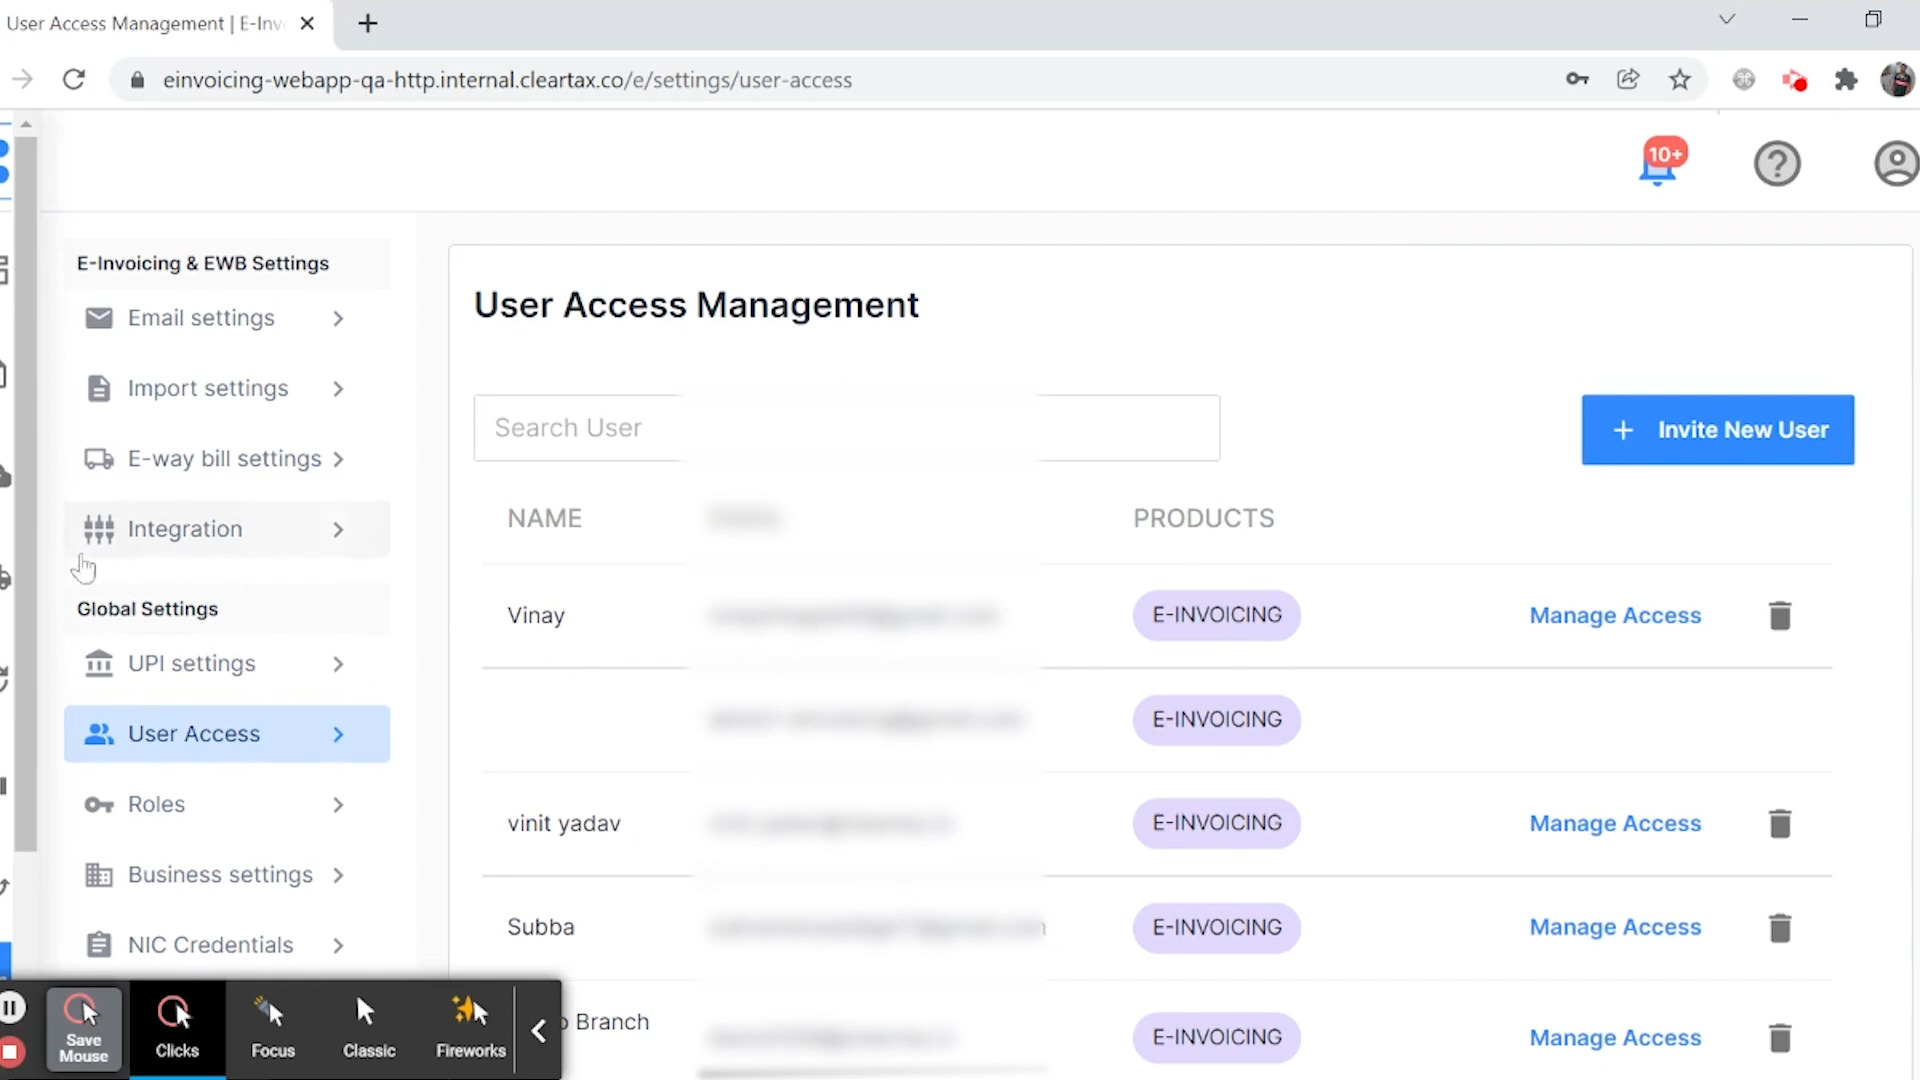 User Access Management | E-Inv
einvoicing-webapp-qa-http.internal.cleartax.co/e/settings/user-access
10+
E-Invoicing & EWB Settings
Email settings
Import settings
E-way bill settings
Integration
Global Settings
UPI settings
User Access
Roles
Business settings
NIC Credentials
User Access Management
Search User
+ Invite New User
NAME PRODUCTS
Vinay E-INVOICING Manage Access
E-INVOICING
vinit yadav E-INVOICING Manage Access
Subba E-INVOICING Manage Access
Branch E-INVOICING Manage Access
Save Mouse
Clicks
Focus
Classic
Fireworks